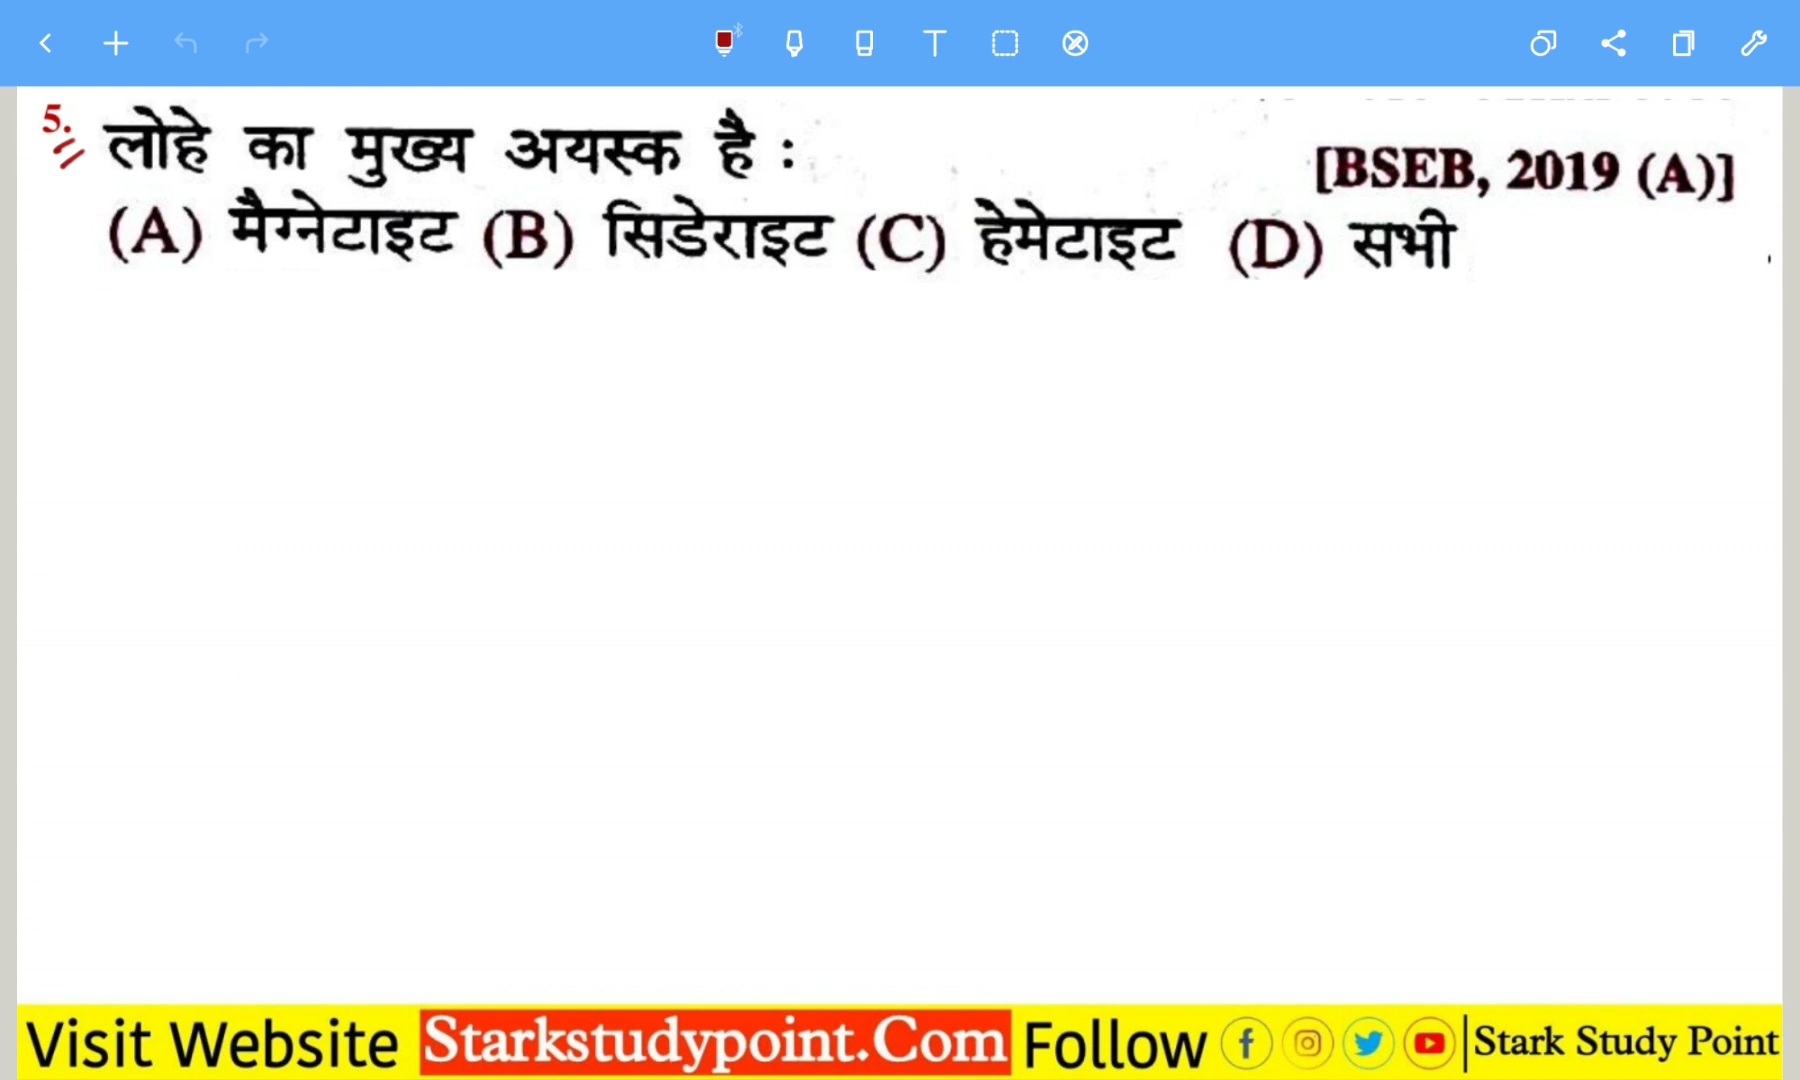 5. लोहे का मुख्य अयस्क है :
[BSEB, 2019 (A)]
(A) मैग्नेटाइट (B) सिडेराइट (C) हेमेटाइट (D) सभी
Visit Website Starkstudypoint.Com Follow Stark Study Point